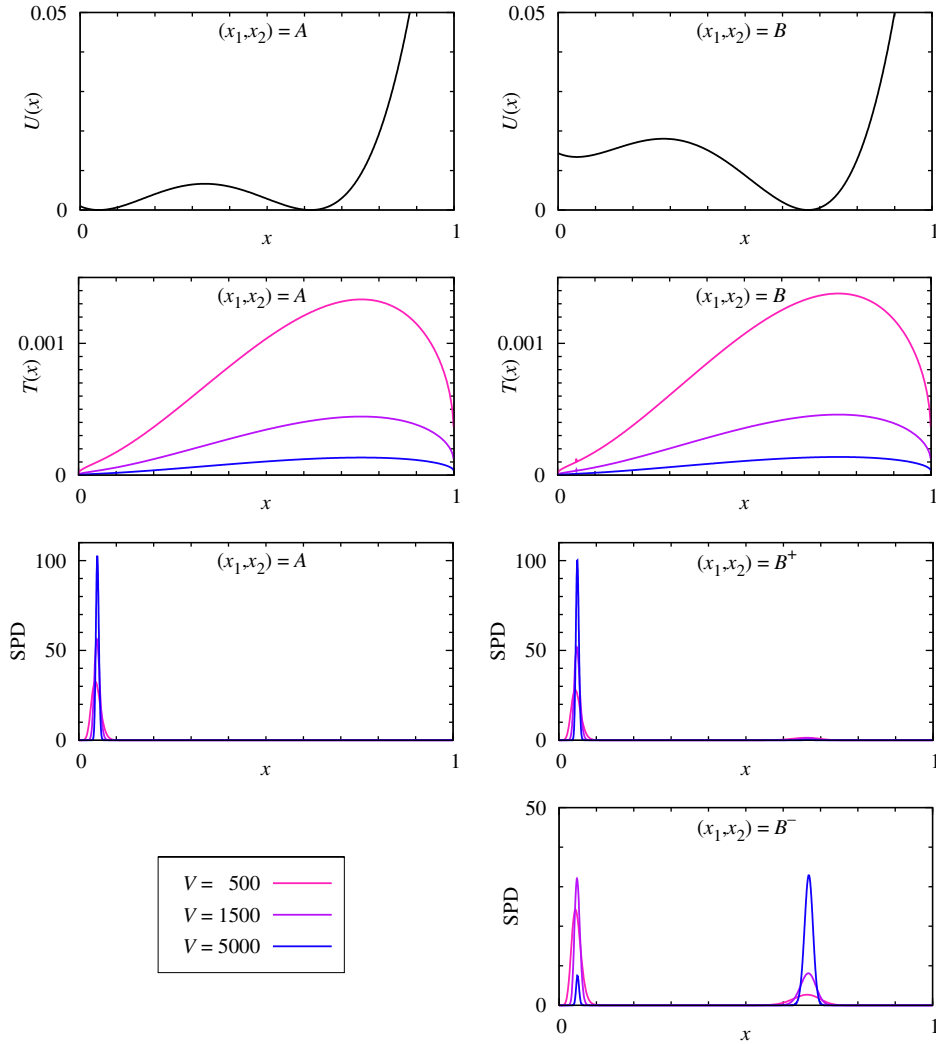 0.05
U(x)
(x1,x2) = A
0
0
x
1
0.05
U(x)
(x1,x2) = B
0
0
x
1
0.001
T(x)
(x1,x2) = A
0
0
x
1
0.001
T(x)
(x1,x2) = B
0
0
x
1
100
50
SPD
(x1,x2) = A
0
0
x
1
100
50
SPD
(x1,x2) = B+
0
0
x
1
V = 500
V = 1500
V = 5000
50
SPD
(x1,x2) = B−
0
0
x
1